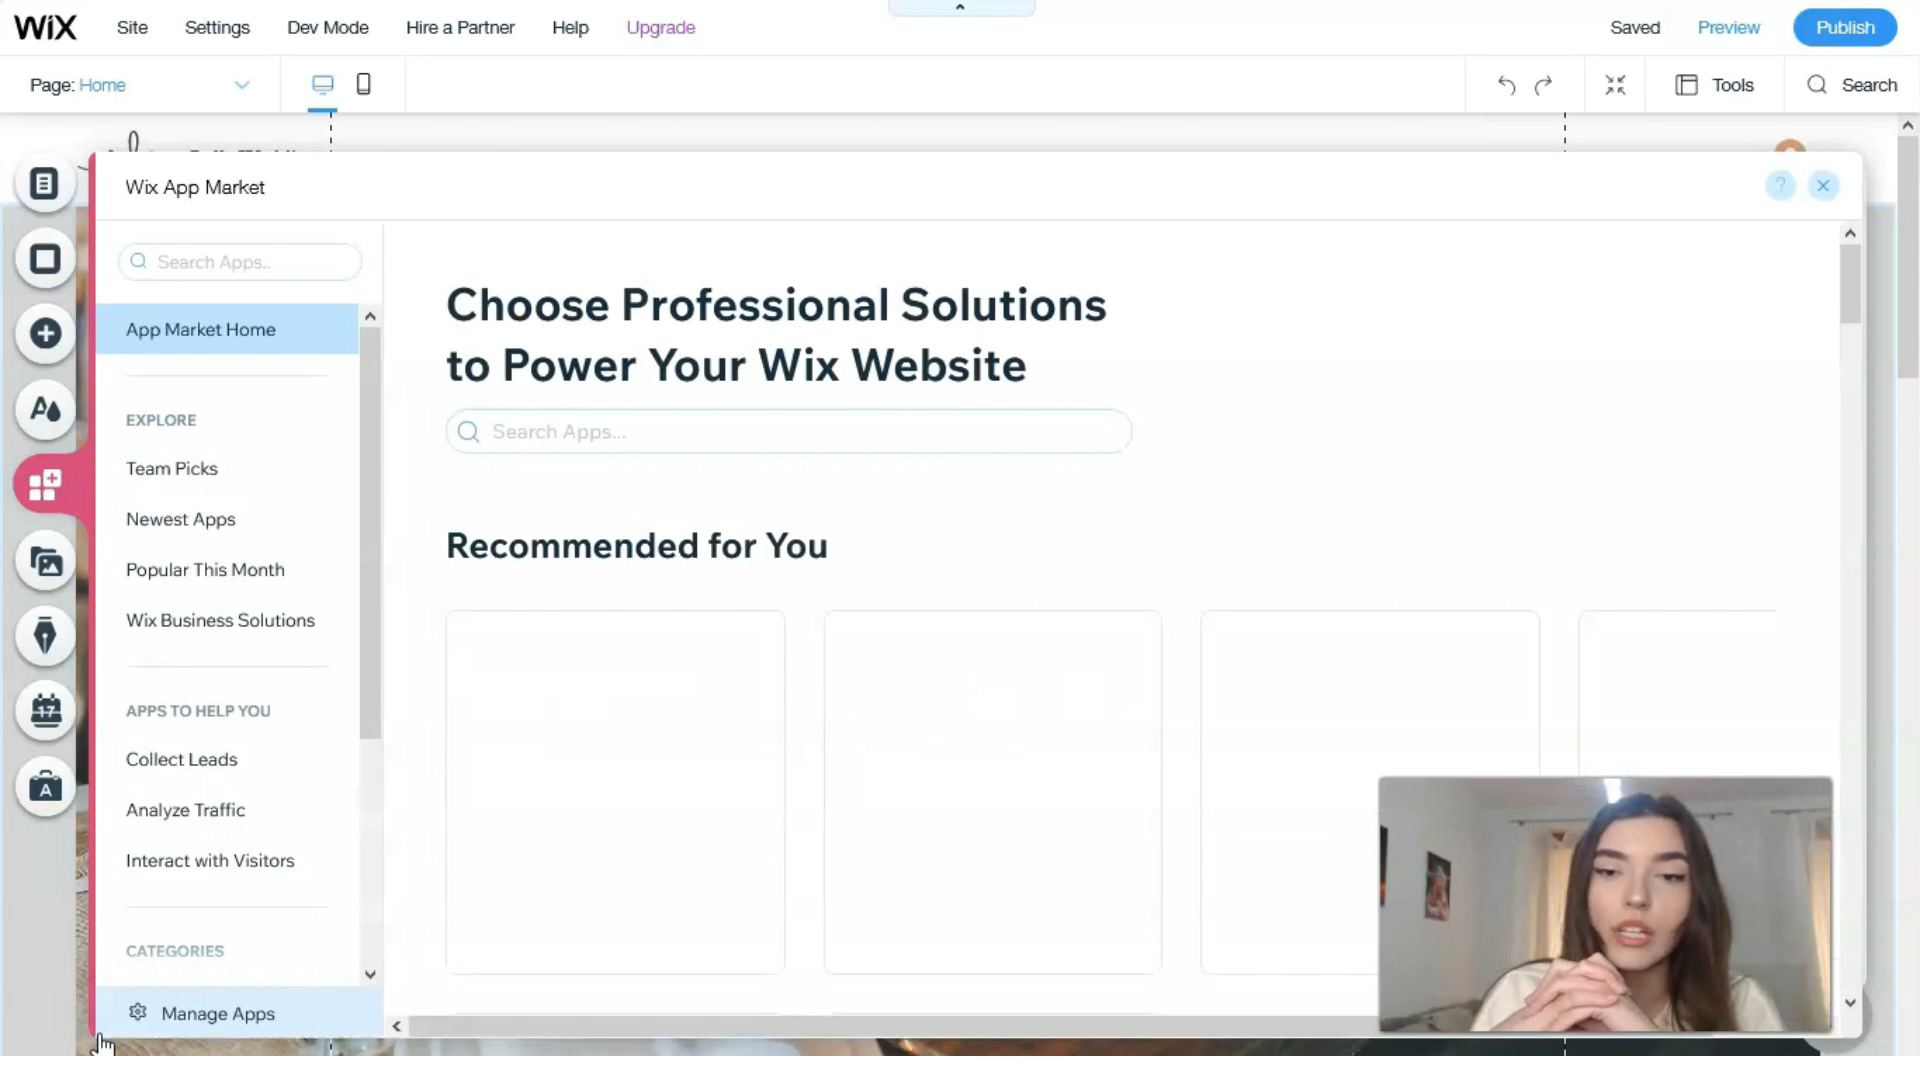 WiX
Site
Settings
Dev Mode
Hire a Partner
Help
Upgrade
Saved
Preview
Publish
Page: Home
Tools
Search
Wix App Market
?
Search Apps..
App Market Home
EXPLORE
Team Picks
Newest Apps
Popular This Month
Wix Business Solutions
APPS TO HELP YOU
Collect Leads
Analyze Traffic
Interact with Visitors
CATEGORIES
Manage Apps
Choose Professional Solutions
to Power Your Wix Website
Search Apps...
Recommended for You
A
17
A